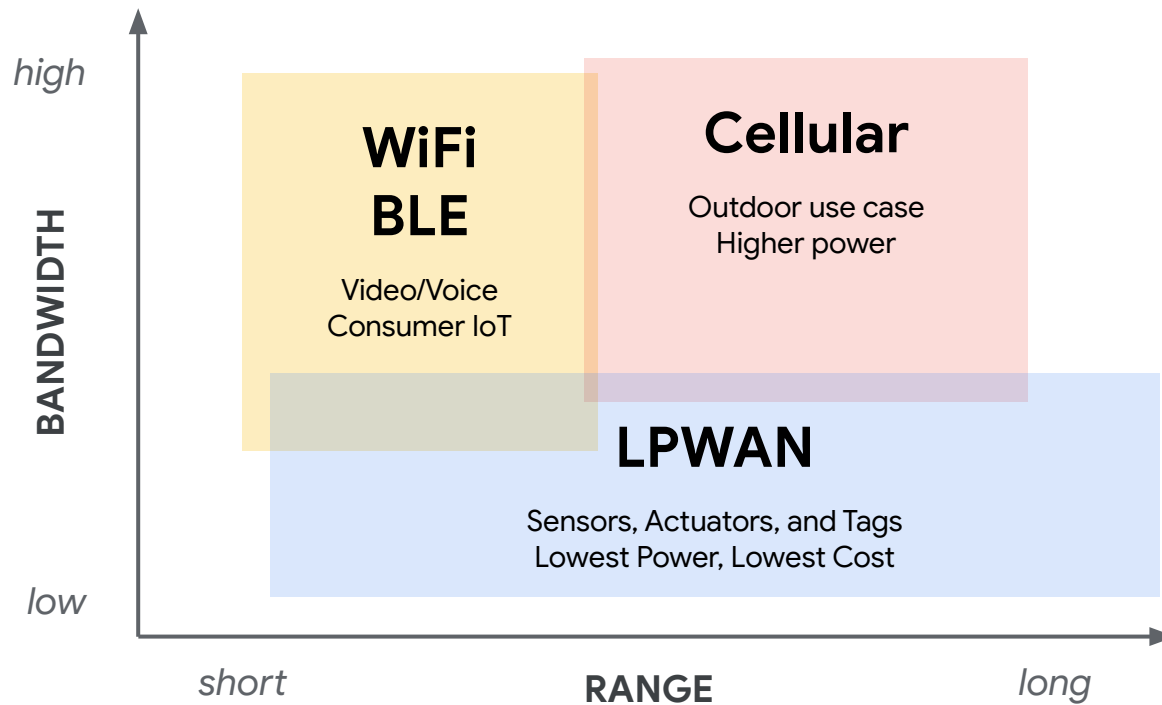 high
WiFi
BLE
Video/Voice
Consumer IoT
Cellular
Outdoor use case
Higher power
BANDWIDTH
LPWAN
Sensors, Actuators, and Tags
Lowest Power, Lowest Cost
low
short
RANGE
long